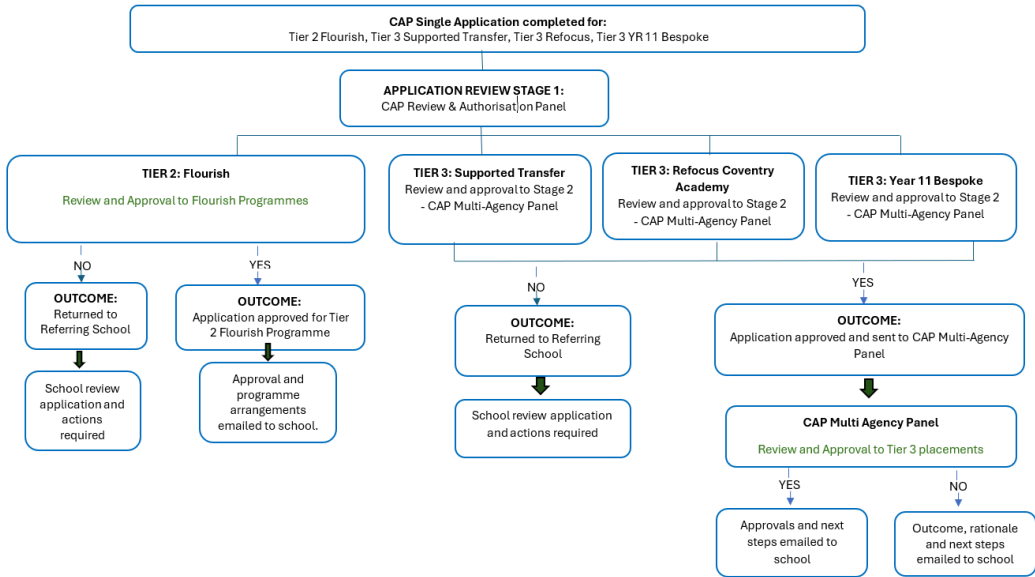 CAP Single Application completed for:
Tier 2 Flourish, Tier 3 Supported Transfer, Tier 3 Refocus, Tier 3 YR 11 Bespoke
APPLICATION REVIEW STAGE 1:
CAP Review & Authorisation Panel
TIER 2: Flourish
Review and Approval to Flourish Programmes
TIER 3: Supported Transfer
Review and approval to Stage 2
- CAP Multi-Agency Panel
TIER 3: Refocus Coventry
Academy
Review and approval to Stage 2
- CAP Multi-Agency Panel
TIER 3: Year 11 Bespoke
Review and approval to Stage 2
- CAP Multi-Agency Panel
NO
YES
OUTCOME:
Returned to
Referring School
OUTCOME:
Application approved for Tier
2 Flourish Programme
School review
application and
actions
required
Approval and
programme
arrangements
emailed to school.
NO
YES
OUTCOME:
Returned to Referring
School
OUTCOME:
Application approved and sent to CAP Multi-Agency
Panel
School review application
and actions required
CAP Multi Agency Panel
Review and Approval to Tier 3 placements
YES
NO
Approvals and next
steps emailed to
school
Outcome, rationale
and next steps
emailed to school